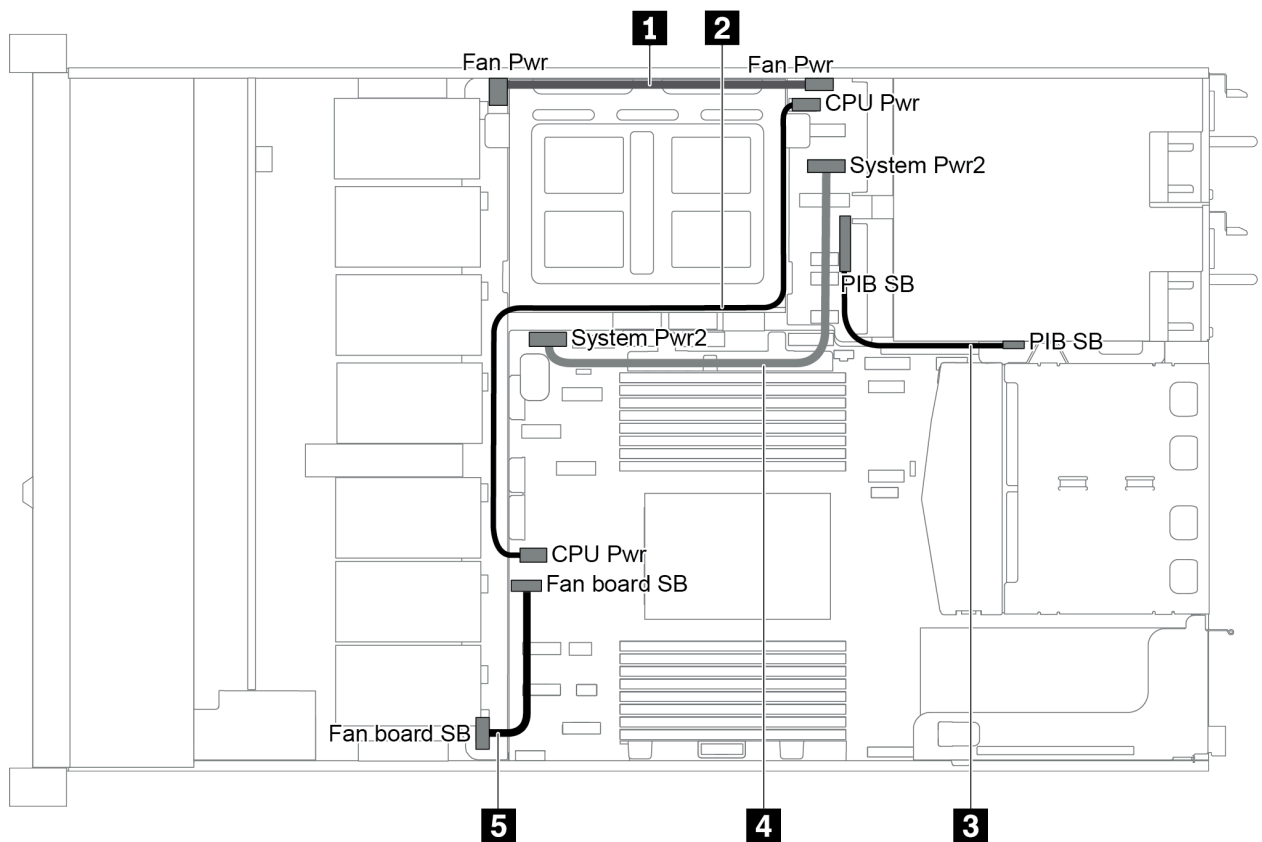 1
2
Fan Pwr
Fan Pwr
CPU Pwr
System Pwr2
PIB SB
System Pwr2
PIB SB
CPU Pwr
Fan board SB
Fan board SB
5
4
3